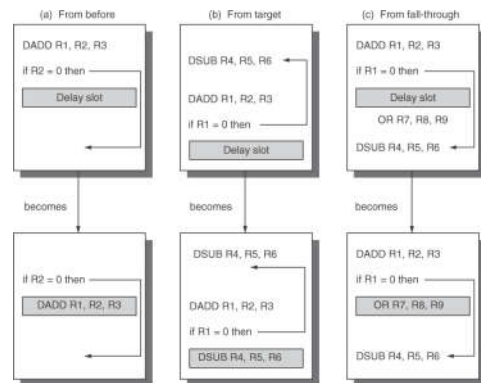 (a) From before
DADD R1, R2, R3
if R2 = 0 then
Delay slot
becomes
if R2 = 0 then
DADD R1, R2, R3
(b) From target
DSUB R4, R5, R6
DADD R1, R2, R3
if R1 = 0 then
Delay slot
becomes
DSUB R4, R5, R6
DADD R1, R2, R3
if R1 = 0 then
DSUB R4, R5, R6
(c) From fall-through
DADD R1, R2, R3
if R1 = 0 then
Delay slot
OR R7, R8, R9
DSUB R4, R5, R6
becomes
DADD R1, R2, R3
if R1 = 0 then
OR R7, R8, R9
DSUB R4, R5, R6